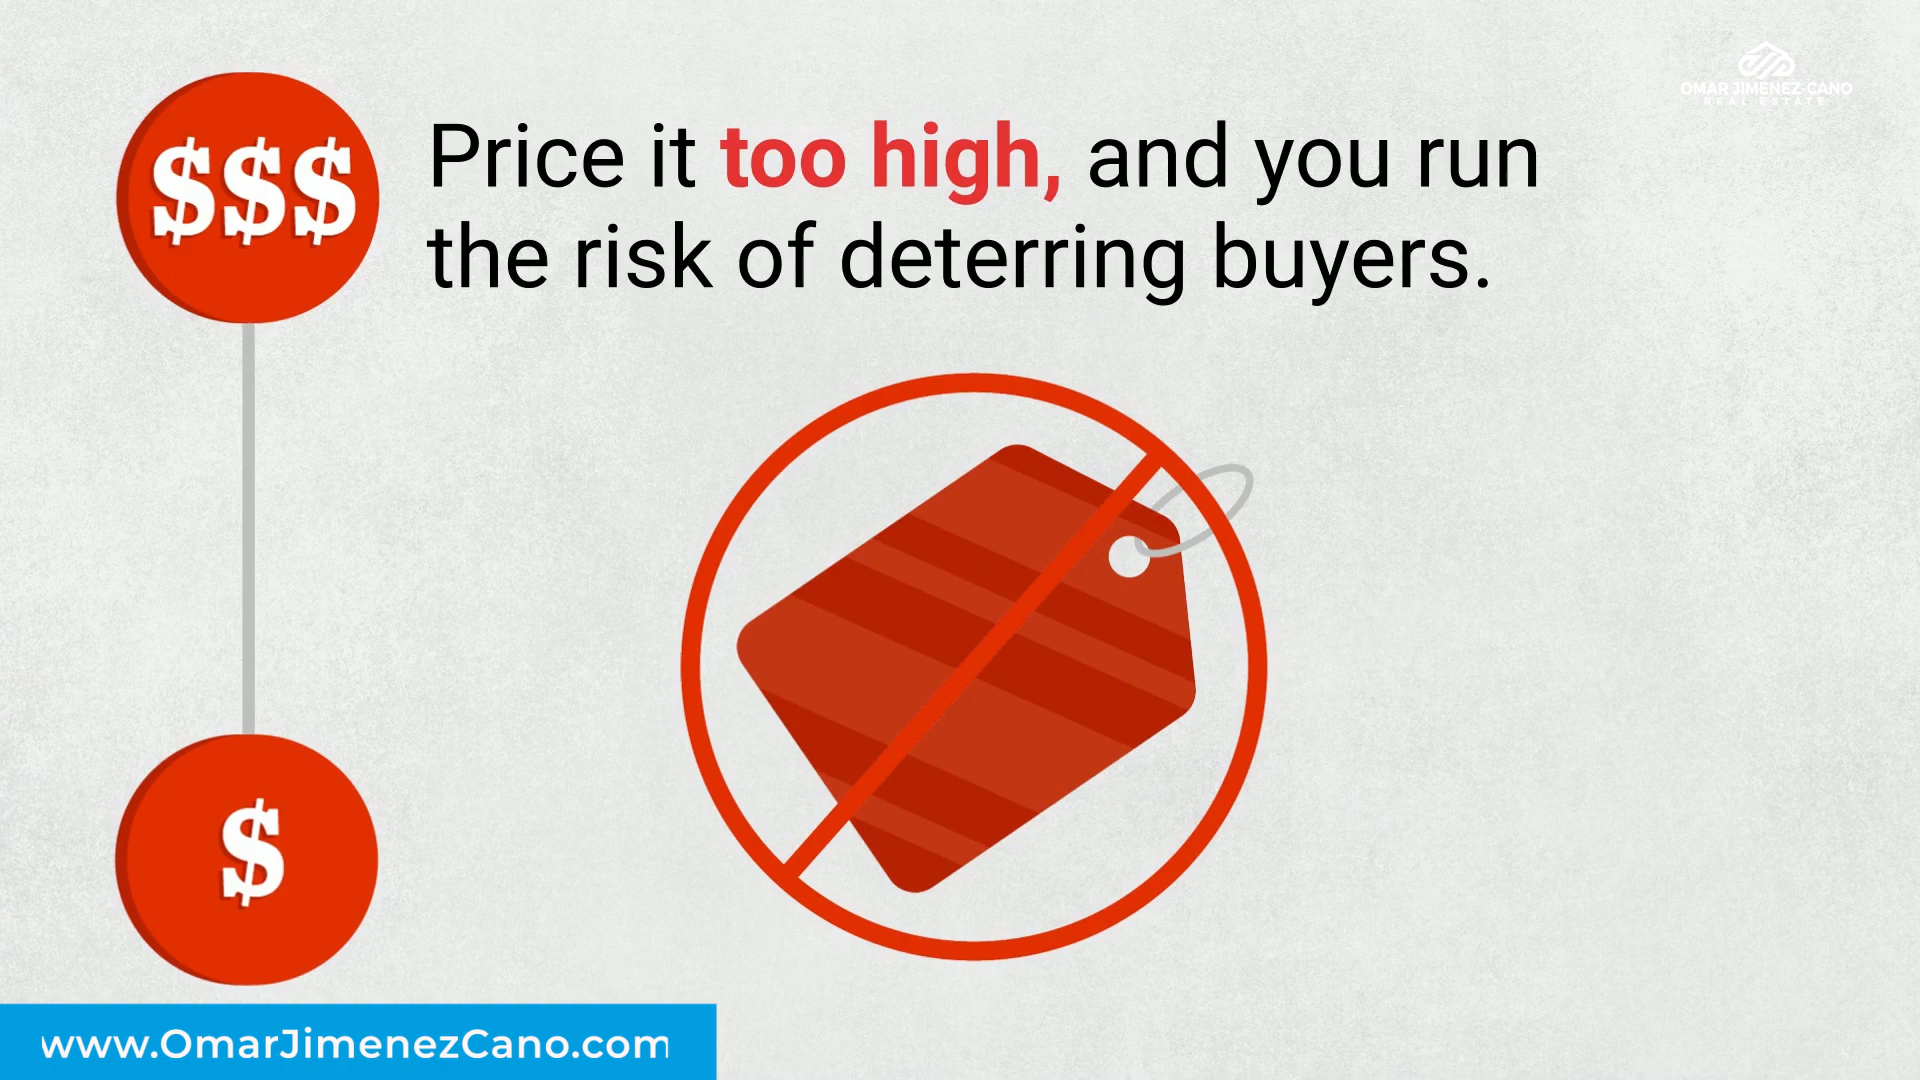 OMAR JIMENEZ-CANO
REAL ESTATE
$$$
Price it too high, and you run
the risk of deterring buyers.
$
www.OmarJimenezCano.com